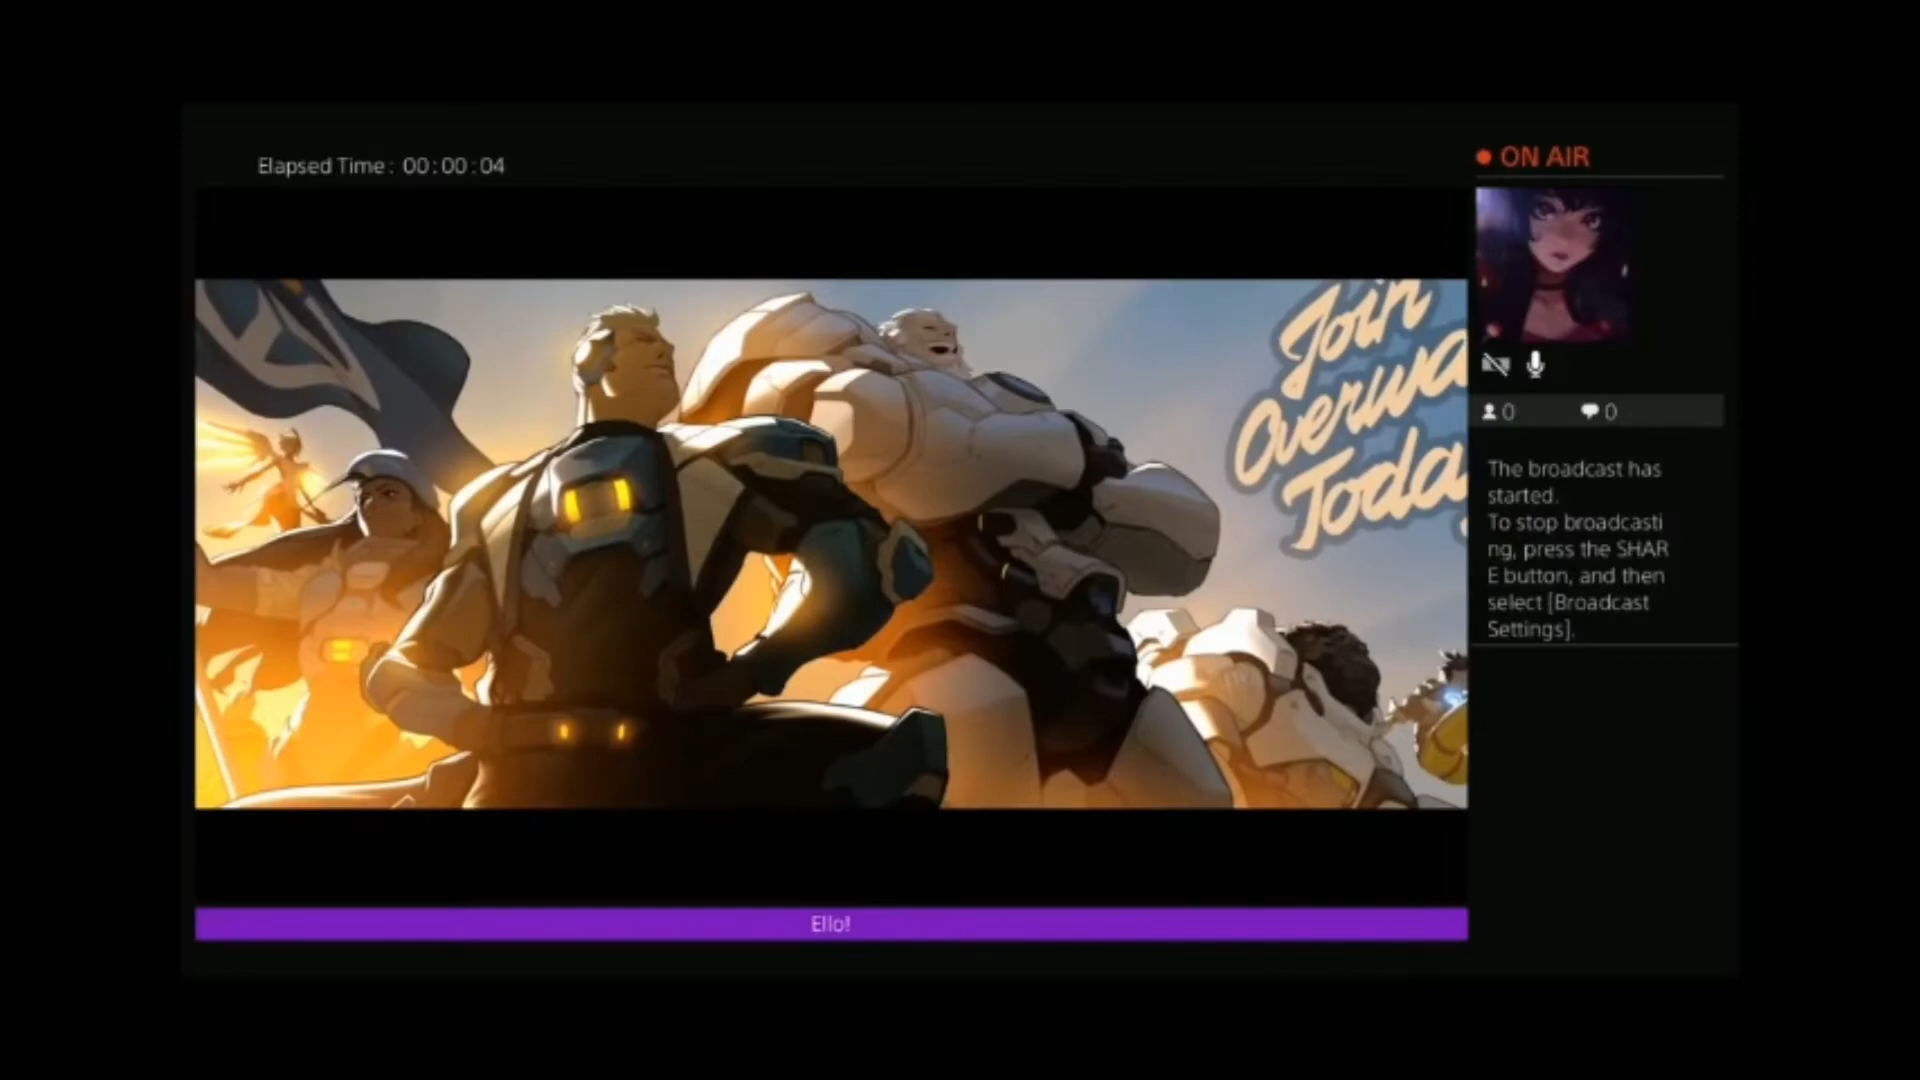 Elapsed Time: 00:00:04
ON AIR
Join
Overwa
Toda
0 0
The broadcast has
started.
To stop broadcasti
ng, press the SHAR
E button, and then
select [Broadcast
Settings].
Ello!